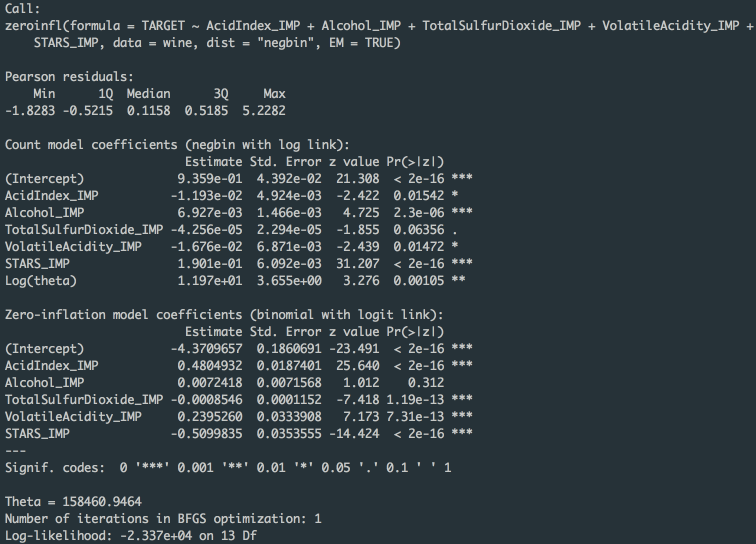 Call:
zeroinfl(formula = TARGET ~ AcidIndex_IMP + Alcohol_IMP + TotalSulfurDioxide_IMP + VolatileAcidity_IMP +
    STARS_IMP, data = wine, dist = "negbin", EM = TRUE)

Pearson residuals:
    Min      1Q  Median      3Q     Max
-1.8283 -0.5215  0.1158  0.5185  5.2282

Count model coefficients (negbin with log link):
                         Estimate Std. Error z value Pr(>|z|)
(Intercept)             9.359e-01  4.392e-02  21.308  < 2e-16 ***
AcidIndex_IMP          -1.193e-02  4.924e-03  -2.422  0.01542 *
Alcohol_IMP             6.927e-03  1.466e-03   4.725  2.3e-06 ***
TotalSulfurDioxide_IMP -4.256e-05  2.294e-05  -1.855  0.06356 .
VolatileAcidity_IMP    -1.676e-02  6.871e-03  -2.439  0.01472 *
STARS_IMP               1.901e-01  6.092e-03  31.207  < 2e-16 ***
Log(theta)              1.197e+01  3.655e+00   3.276  0.00105 **

Zero-inflation model coefficients (binomial with logit link):
                         Estimate Std. Error z value Pr(>|z|)
(Intercept)            -4.3709657  0.1860691 -23.491  < 2e-16 ***
AcidIndex_IMP           0.4804932  0.0187401  25.640  < 2e-16 ***
Alcohol_IMP             0.0072418  0.0071568   1.012    0.312
TotalSulfurDioxide_IMP -0.0008546  0.0001152  -7.418 1.19e-13 ***
VolatileAcidity_IMP     0.2395260  0.0333908   7.173 7.31e-13 ***
STARS_IMP              -0.5099835  0.0353555 -14.424  < 2e-16 ***
---
Signif. codes:  0 '***' 0.001 '**' 0.01 '*' 0.05 '.' 0.1 ' ' 1

Theta = 158460.9464
Number of iterations in BFGS optimization: 1
Log-likelihood: -2.337e+04 on 13 Df